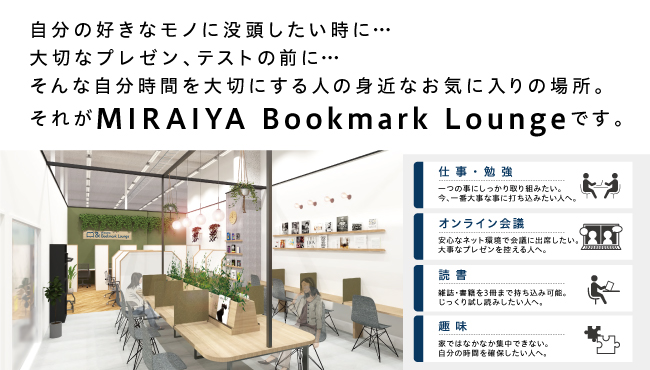 自分の好きなモノに没頭したい時に…
大切なプレゼン、テストの前に…
そんな自分時間を大切にする人の身近なお気に入りの場所。
それがMIRAIYA Bookmark Loungeです。
Bookmark Lounge
仕事・勉強
一つの事にしっかり取り組みたい。
今、一番大事な事に打ち込みたい人へ。
オンライン会議
安心なネット環境で会議に出席したい。
大事なプレゼンを控える人へ。
読書
雑誌・書籍を3冊まで持ち込み可能。
じっくり試し読みしたい人へ。
趣味
家ではなかなか集中できない。
自分の時間を確保したい人へ。